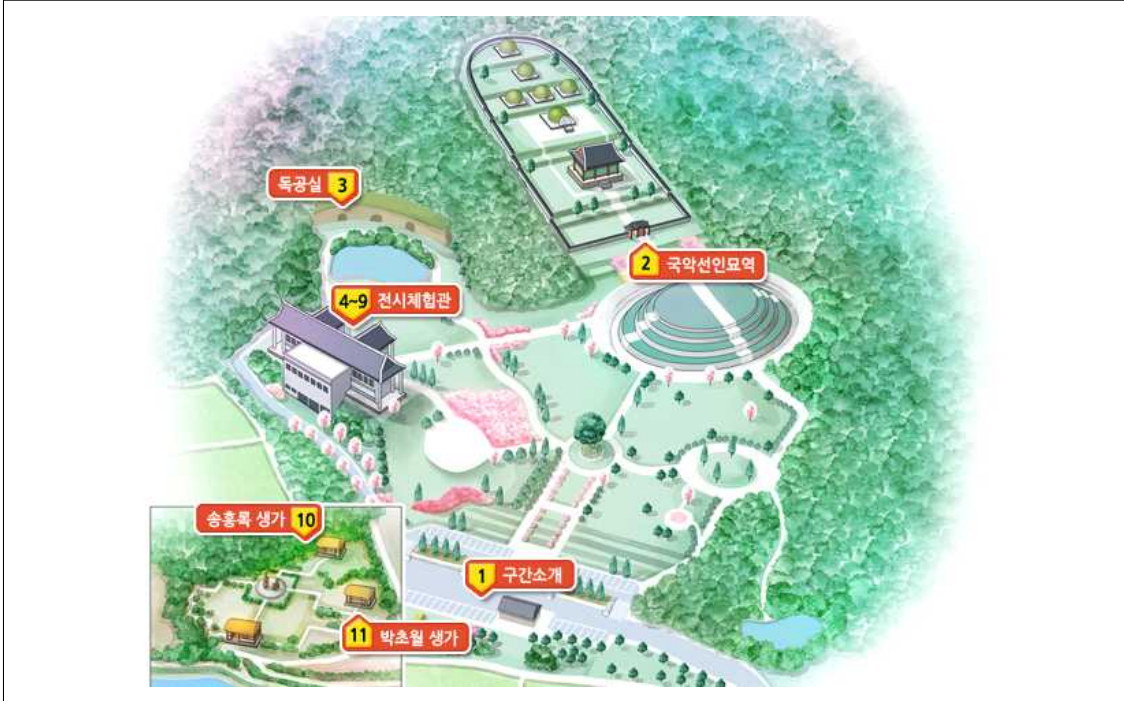 독공실 3
2 국악선인묘역
4~9 전시체험관
송흥록 생가 10
1 구간소개
11 박초월 생가